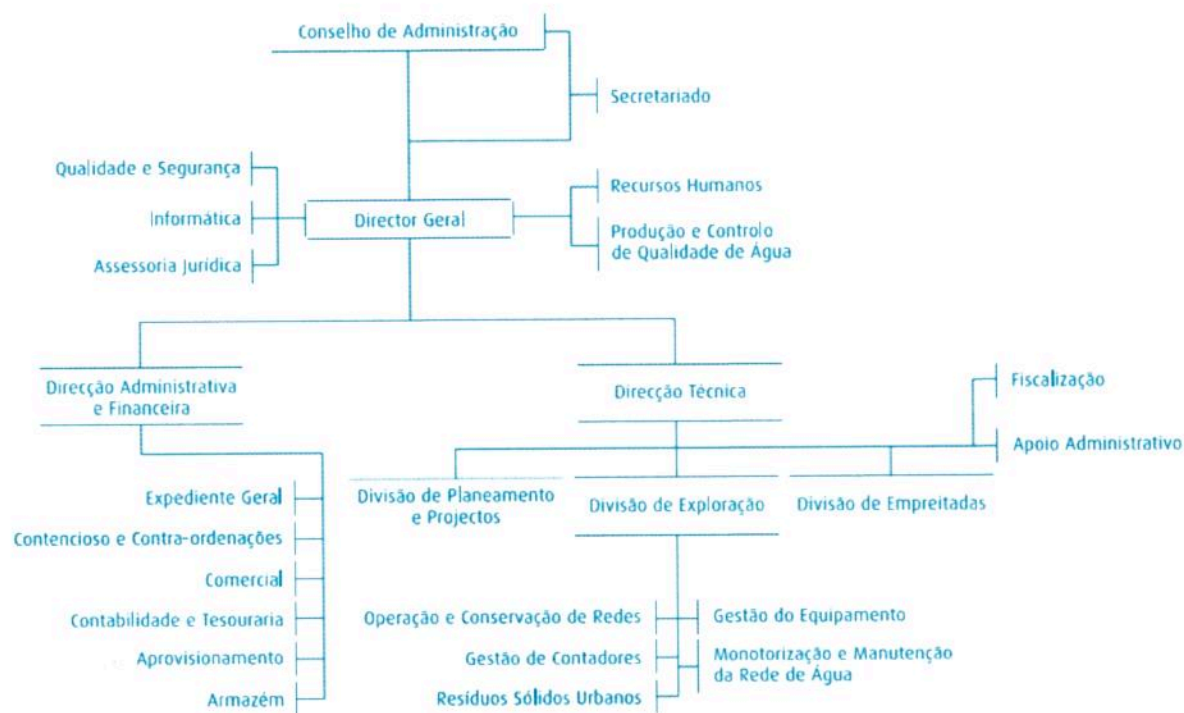 Conselho de Administração
Secretariado
Qualidade e Segurança
Informática
Assessoria Jurídica
Director Geral
Recursos Humanos
Produção e Controlo
de Qualidade de Água
Direcção Administrativa
e Financeira
Direcção Técnica
Fiscalização
Apoio Administrativo
Expediente Geral
Contencioso e Contra-ordenações
Comercial
Contabilidade e Tesouraria
Aprovisionamento
Armazém
Divisão de Planeamento
e Projectos
Divisão de Exploração
Divisão de Empreitadas
Operação e Conservação de Redes
Gestão de Contadores
Resíduos Sólidos Urbanos
Gestão do Equipamento
Monotorização e Manutenção
da Rede de Água